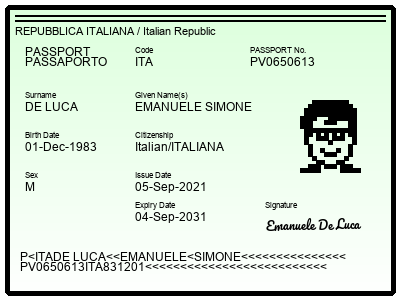 REPUBBLICA ITALIANA / Italian Republic
PASSPORT Code PASSPORT No.
PASSAPORTO ITA PV0650613
Surname Given Name(s)
DE LUCA EMANUELE SIMONE
Birth Date Citizenship
01-Dec-1983 Italian/ITALIANA
Sex Issue Date
M 05-Sep-2021
Expiry Date Signature
04-Sep-2031 Emanuele De Luca
P<ITADE LUCA<<EMANUELE<SIMONE<<<<<<<<<<<<<<<
PV0650613ITA831201<<<<<<<<<<<<<<<<<<<<<<<<<<